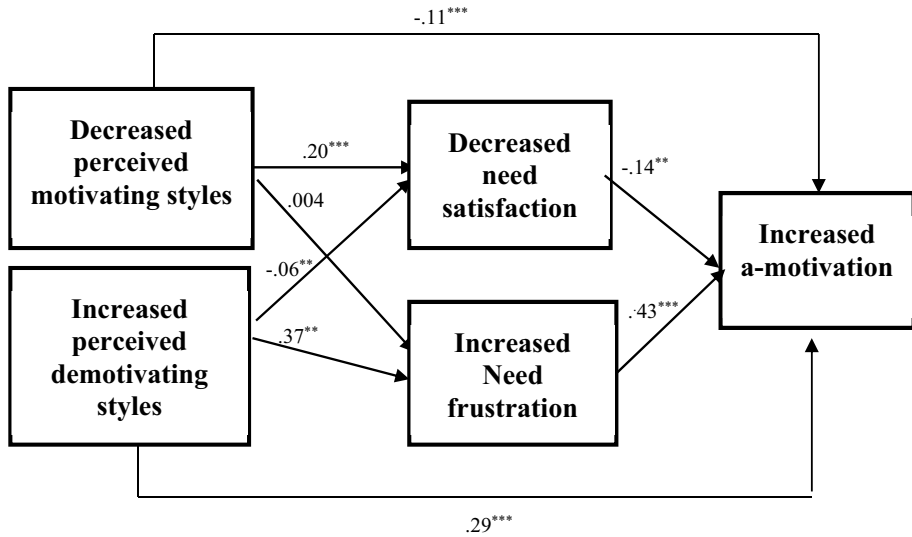 -.11***
Decreased
perceived
motivating styles
.20***
Decreased
need
satisfaction
-.14**
.004
Increased
a-motivation
-.06**
Increased
perceived
demotivating
styles
.37**
Increased
Need
frustration
.43***
.29***